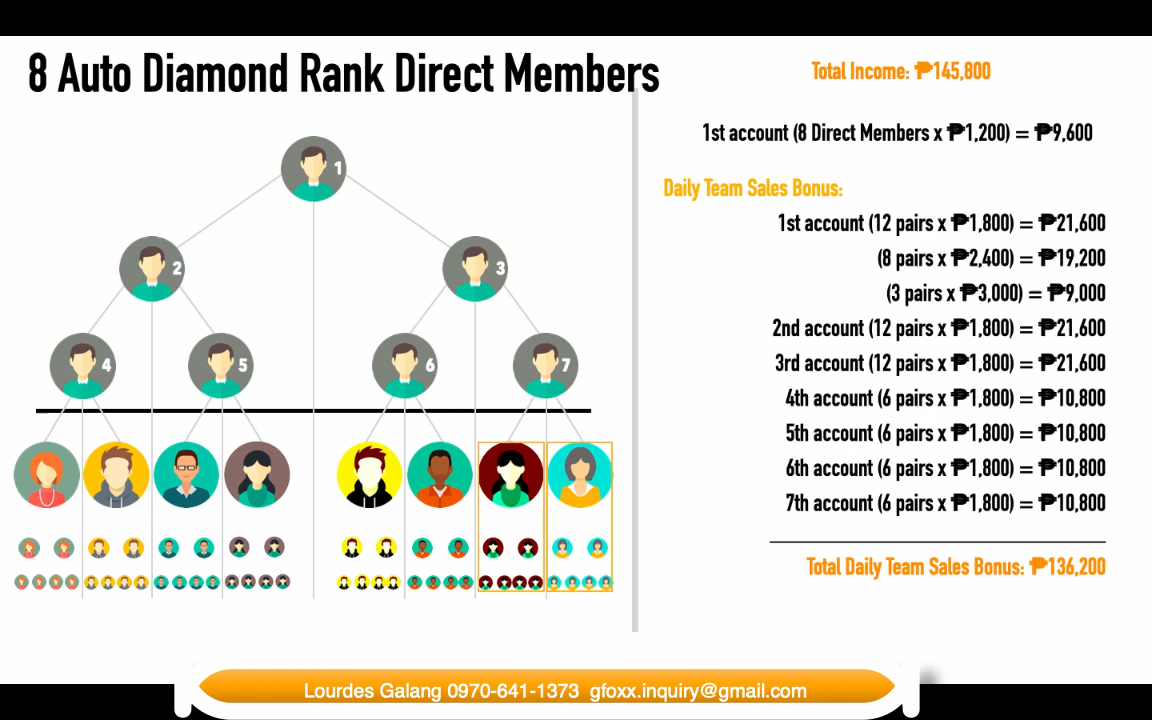 8 Auto Diamond Rank Direct Members
1
2
3
4
5
6
7
Total Income: ₱145,800
1st account (8 Direct Members x ₱1,200) = ₱9,600
Daily Team Sales Bonus:
1st account (12 pairs x ₱1,800) = ₱21,600
(8 pairs x ₱2,400) = ₱19,200
(3 pairs x ₱3,000) = ₱9,000
2nd account (12 pairs x ₱1,800) = ₱21,600
3rd account (12 pairs x ₱1,800) = ₱21,600
4th account (6 pairs x ₱1,800) = ₱10,800
5th account (6 pairs x ₱1,800) = ₱10,800
6th account (6 pairs x ₱1,800) = ₱10,800
7th account (6 pairs x ₱1,800) = ₱10,800
Total Daily Team Sales Bonus: ₱136,200
Lourdes Galang 0970-641-1373 gfoxx.inquiry@gmail.com